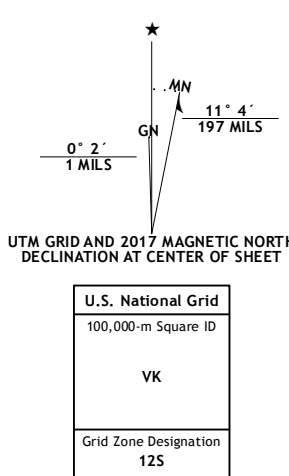 ★
MN
GN
11° 4´
197 MILS
0° 2´
1 MILS
UTM GRID AND 2017 MAGNETIC NORTH
DECLINATION AT CENTER OF SHEET
U.S. National Grid
100,000-m Square ID
VK
Grid Zone Designation
12S